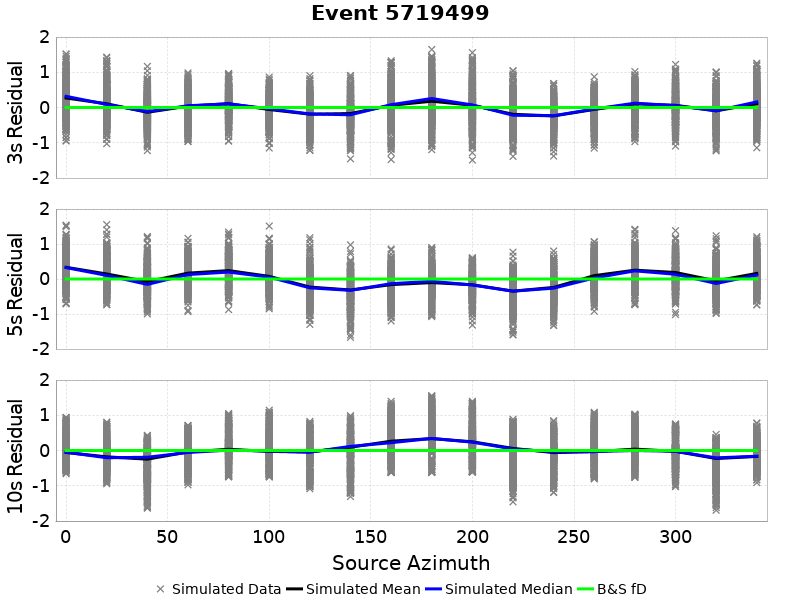 Event 5719499
3s Residual
2
1
0
-1
-2
5s Residual
2
1
0
-1
-2
10s Residual
2
1
0
-1
-2
0 50 100 150 200 250 300
Source Azimuth
Simulated Data Simulated Mean Simulated Median B&S fD